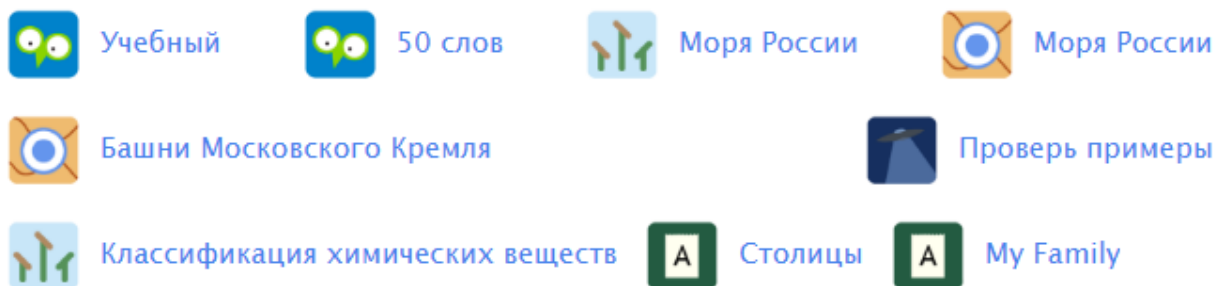 Учебный 50 слов Моря России Моря России
Башни Московского Кремля Проверь примеры
Классификация химических веществ A Столицы A My Family